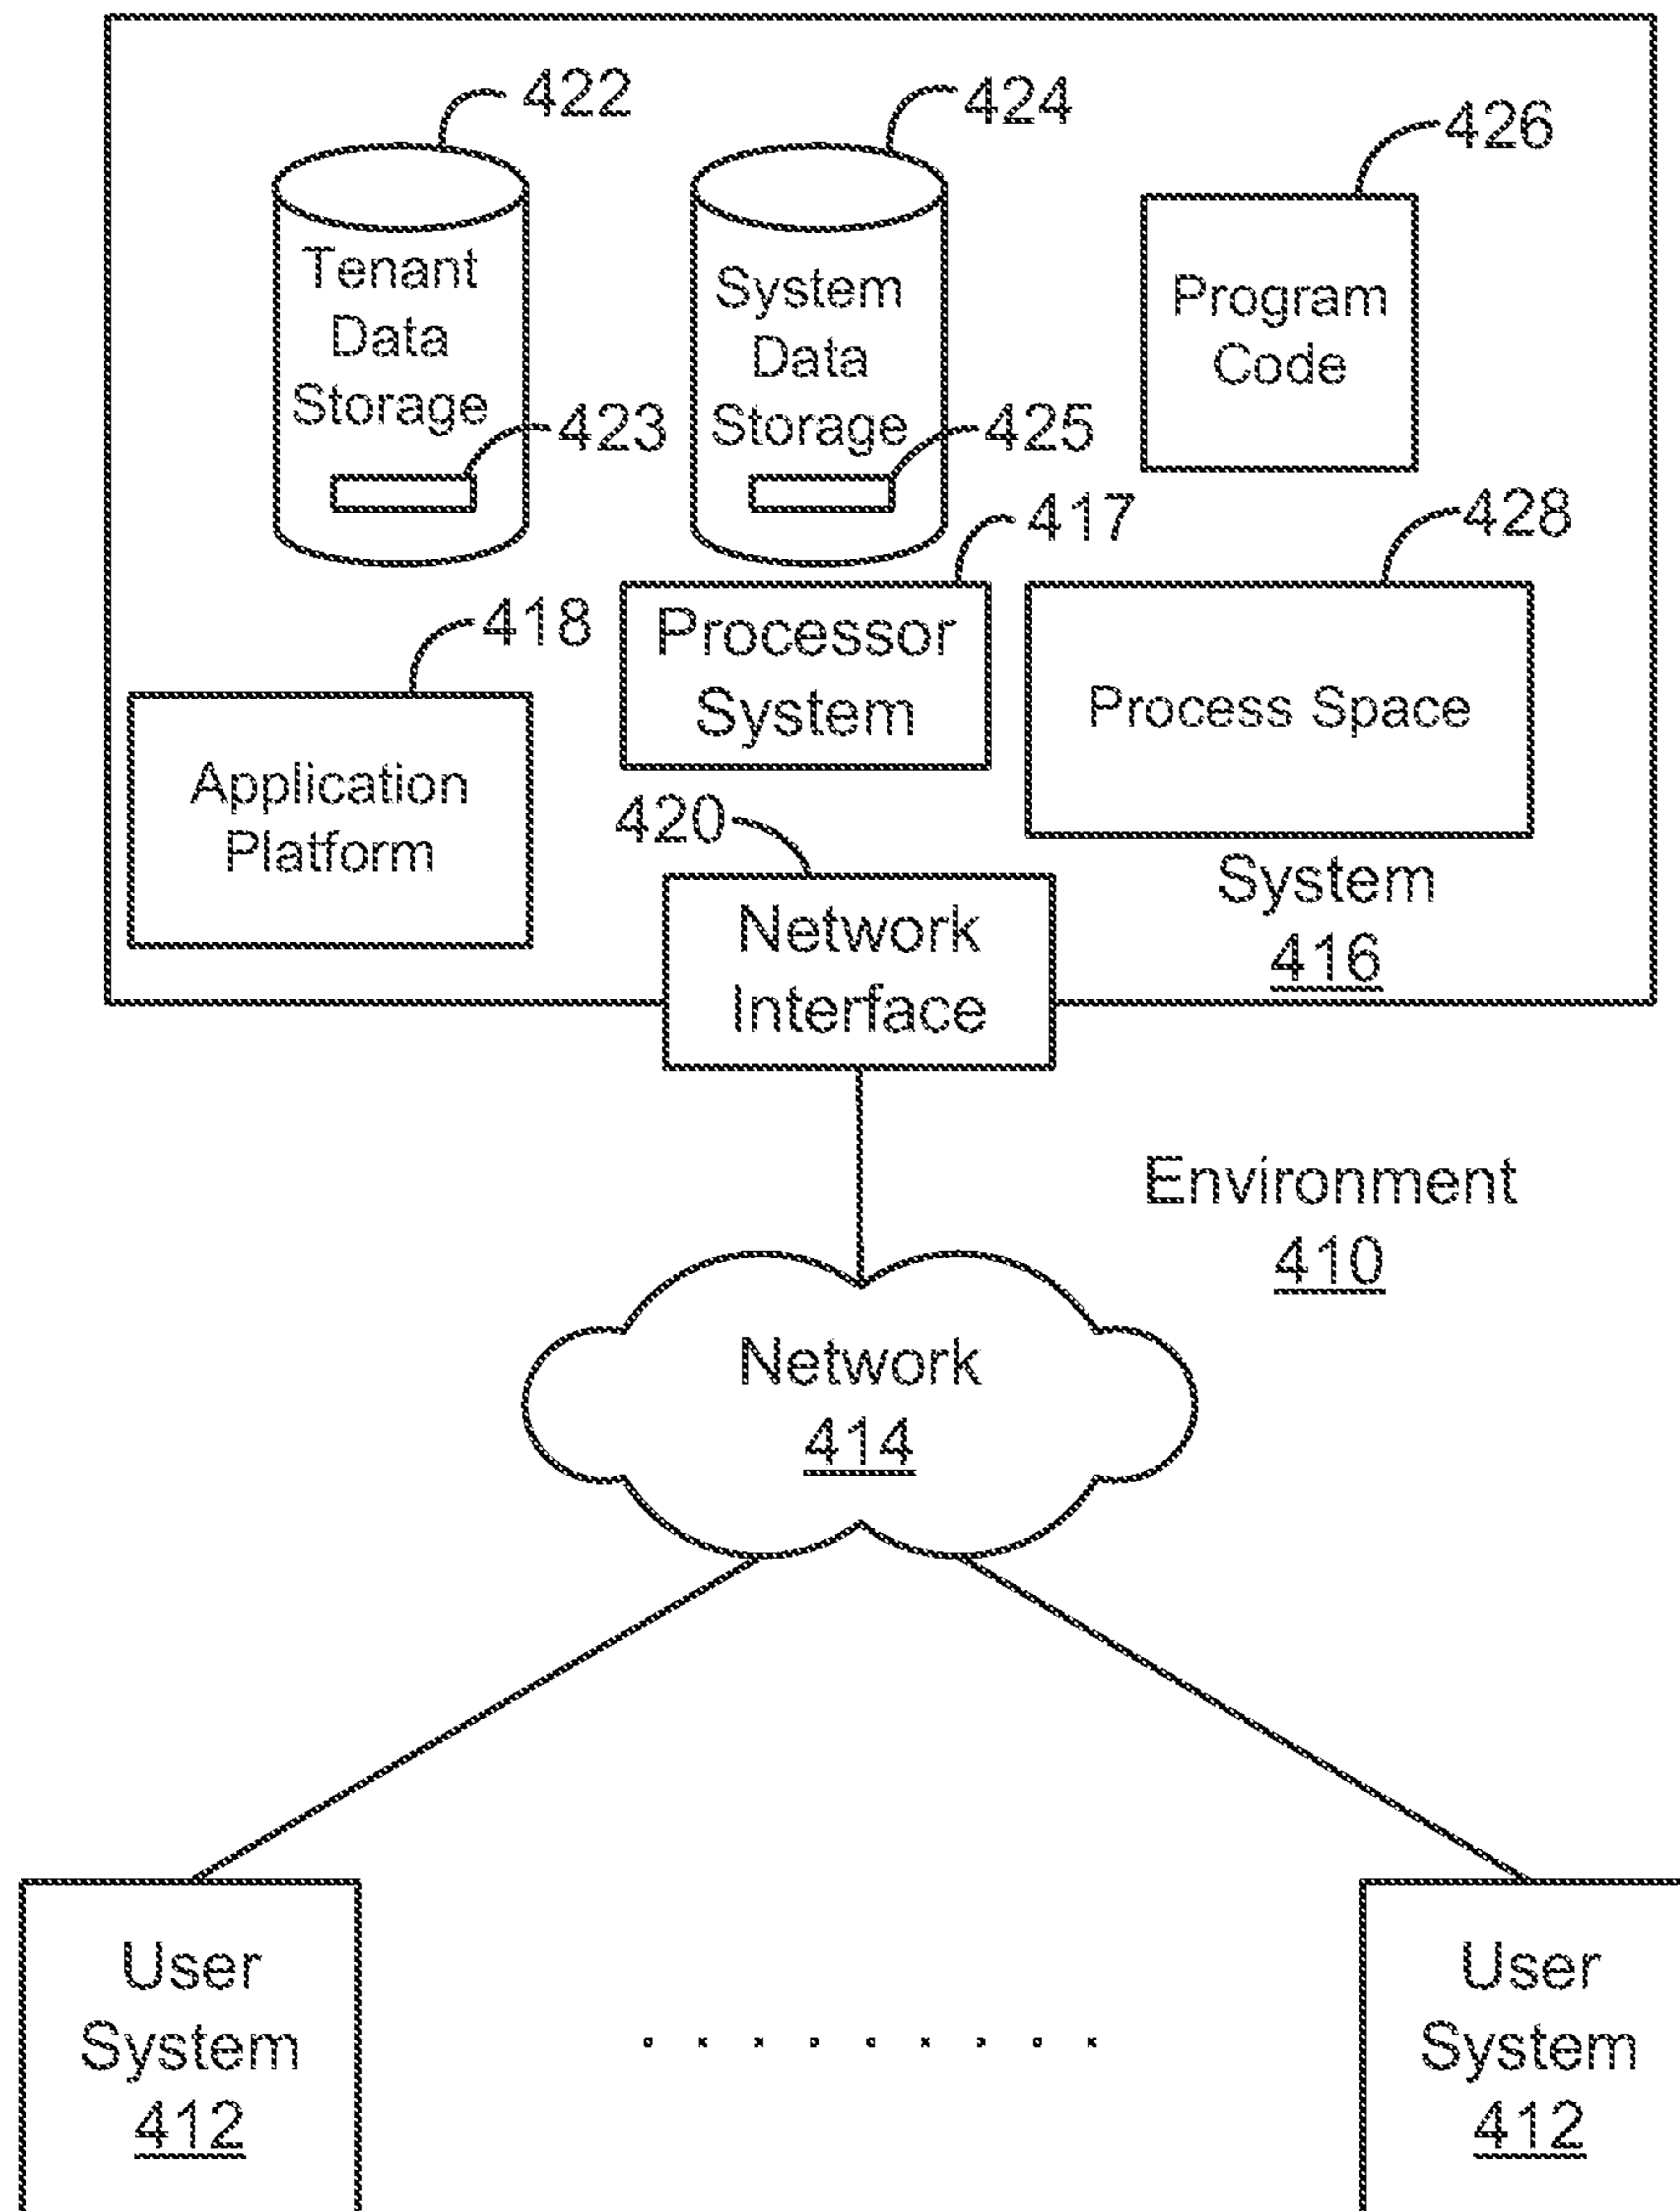 422
424
426
Tenant
Data
Storage
System
Data
Storage
Program
Code
423
425
417
428
418
Processor
System
Process Space
Application
Platform
420
System
416
Network
Interface
Environment
410
Network
414
User
System
412
User
System
412